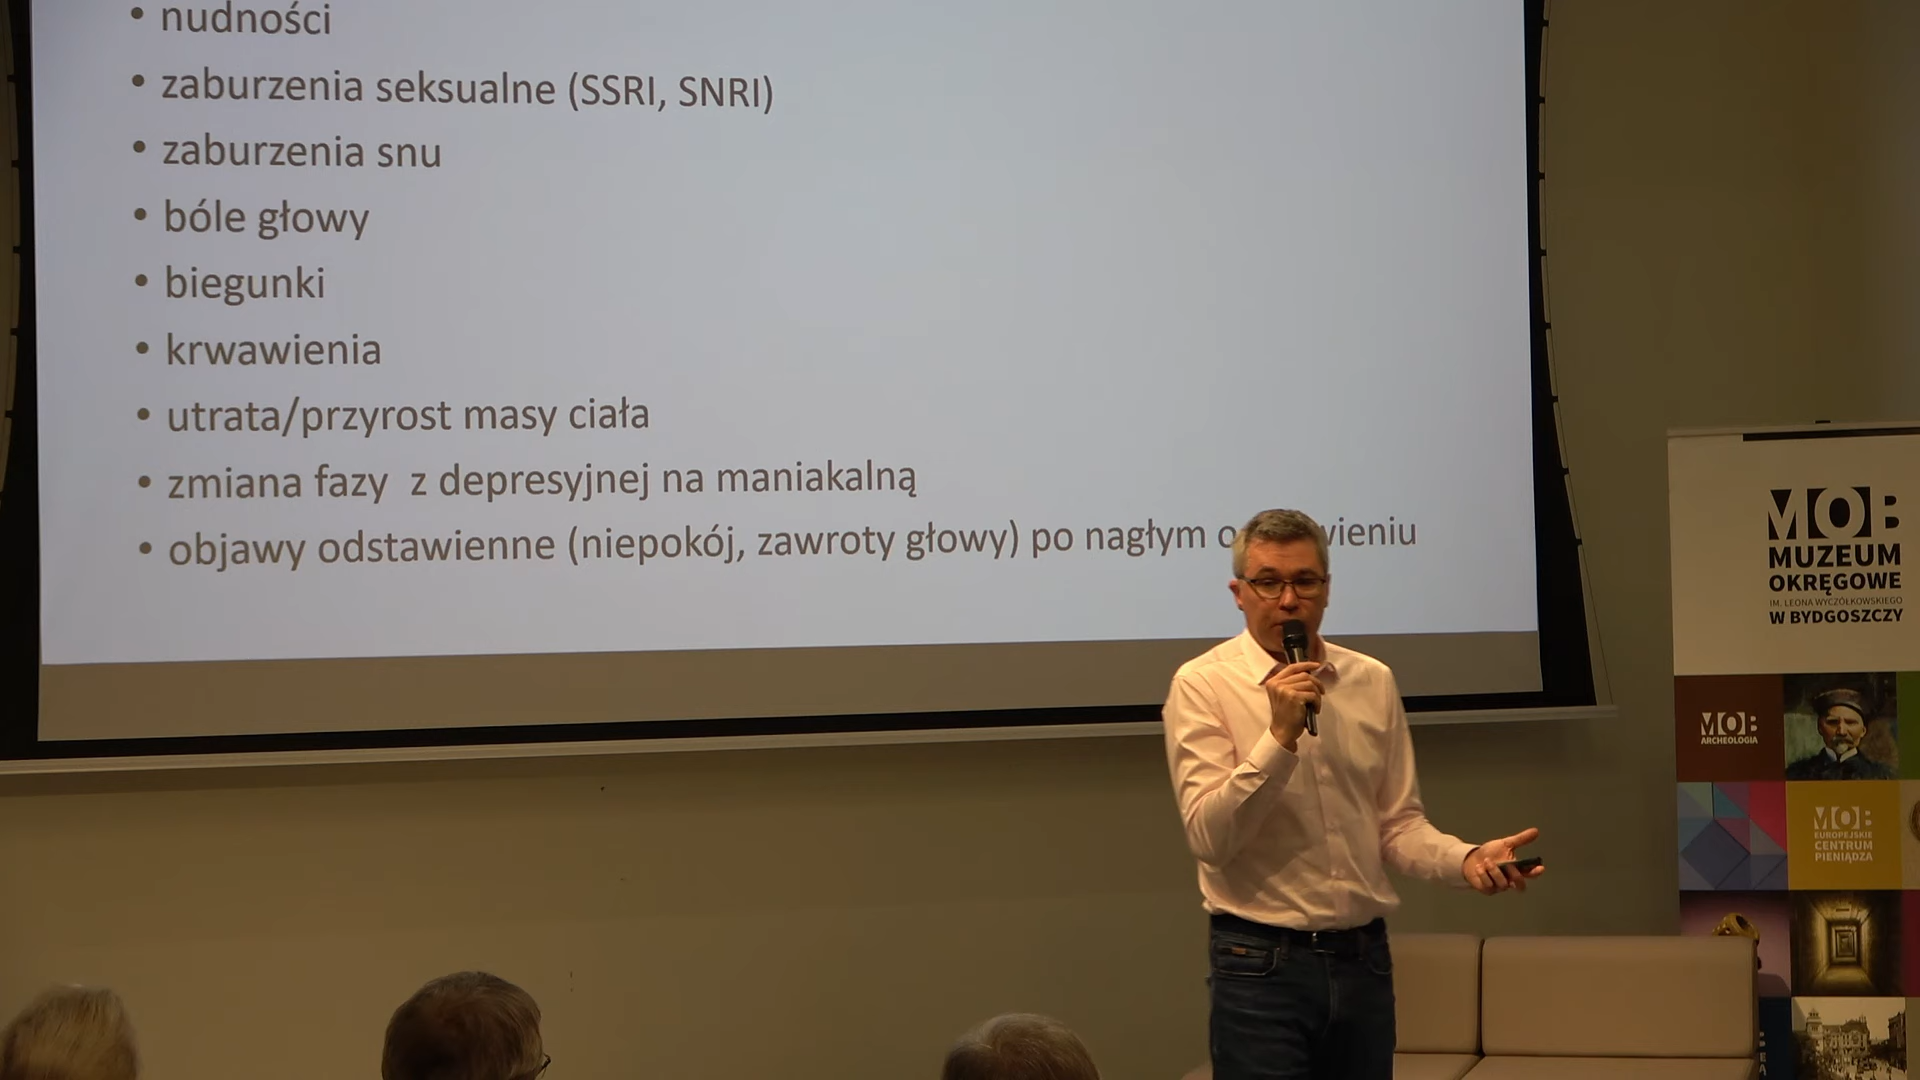 • nudności
• zaburzenia seksualne (SSRI, SNRI)
• zaburzenia snu
• bóle głowy
• biegunki
• krwawienia
• utrata/przyrost masy ciała
• zmiana fazy z depresyjnej na maniakalną
• objawy odstawienne (niepokój, zawroty głowy) po nagłym
MOB
MUZEUM
OKRĘGOWE
IM. LEONA WYCZÓŁKOWSKIEGO
W BYDGOSZCZY
MOB
ARCHEOLOGIA
MOB
EUROPEJSKIE
CENTRUM
PIENIĄDZA